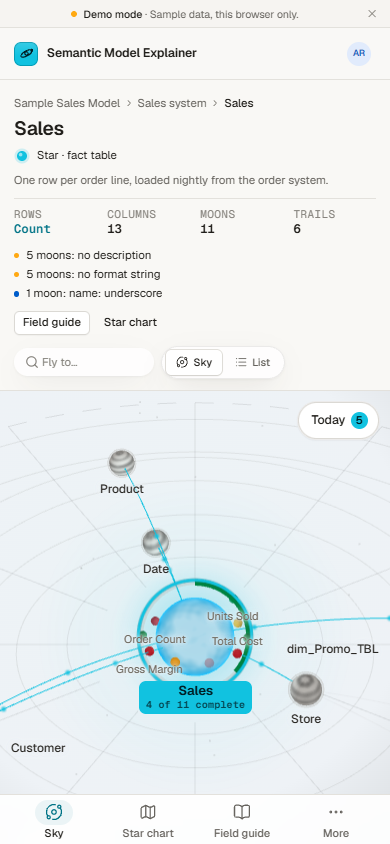 Demo mode · Sample data, this browser only.
Semantic Model Explainer
AR
Sample Sales Model > Sales system > Sales
Sales
Star · fact table
One row per order line, loaded nightly from the order system.
ROWS COLUMNS MOONS TRAILS
Count 13 11 6
5 moons: no description
5 moons: no format string
1 moon: name: underscore
Field guide Star chart
Fly to… Sky List
Today 5
Product
Date
Units Sold
Order Count Total Cost
dim_Promo_TBL
Gross Margin
Sales
4 of 11 complete
Store
Customer
Sky Star chart Field guide More